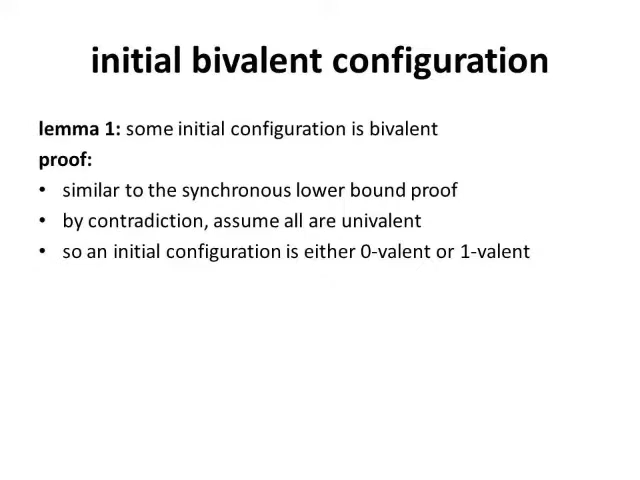 initial bivalent configuration
lemma 1: some initial configuration is bivalent
proof:
• similar to the synchronous lower bound proof
• by contradiction, assume all are univalent
• so an initial configuration is either 0-valent or 1-valent